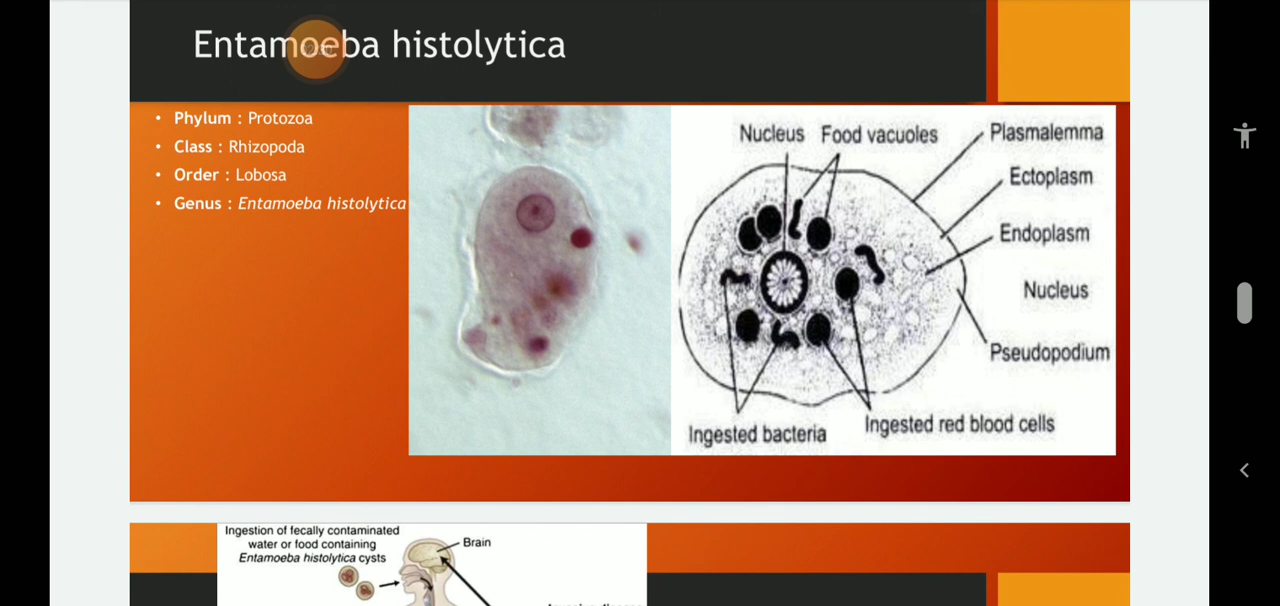 Entamoeba histolytica
• Phylum : Protozoa
• Class : Rhizopoda
• Order : Lobosa
• Genus : Entamoeba histolytica
Nucleus Food vacuoles
Plasmalemma
Ectoplasm
Endoplasm
Nucleus
Pseudopodium
Ingested bacteria
Ingested red blood cells
Ingestion of fecally contaminated
water or food containing
Entamoeba histolytica cysts
Brain